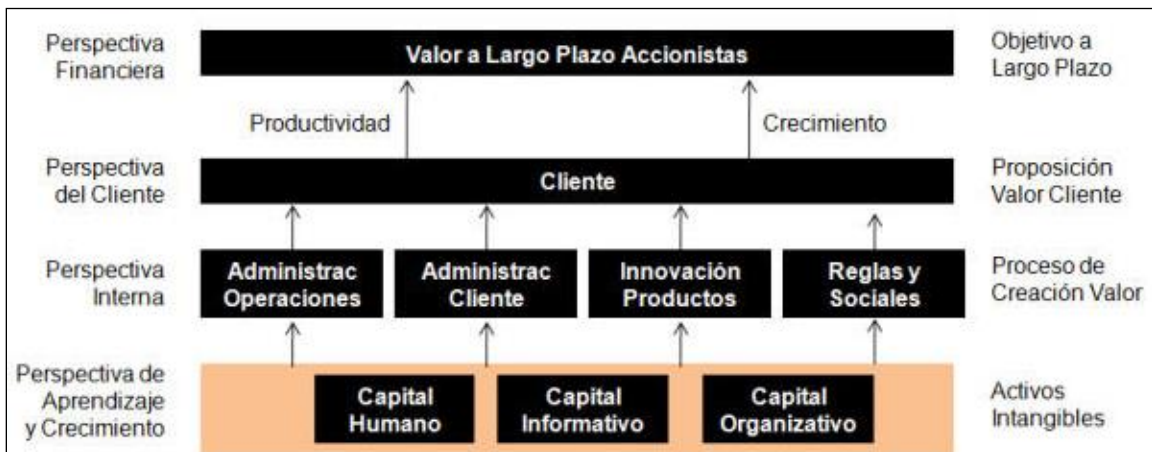 Perspectiva
Financiera
Valor a Largo Plazo Accionistas
Objetivo a
Largo Plazo
Productividad
Crecimiento
Perspectiva
del Cliente
Cliente
Proposición
Valor Cliente
Perspectiva
Interna
Administrac
Operaciones
Administrac
Cliente
Innovación
Productos
Reglas y
Sociales
Proceso de
Creación Valor
Perspectiva de
Aprendizaje
y Crecimiento
Capital
Humano
Capital
Informativo
Capital
Organizativo
Activos
Intangibles